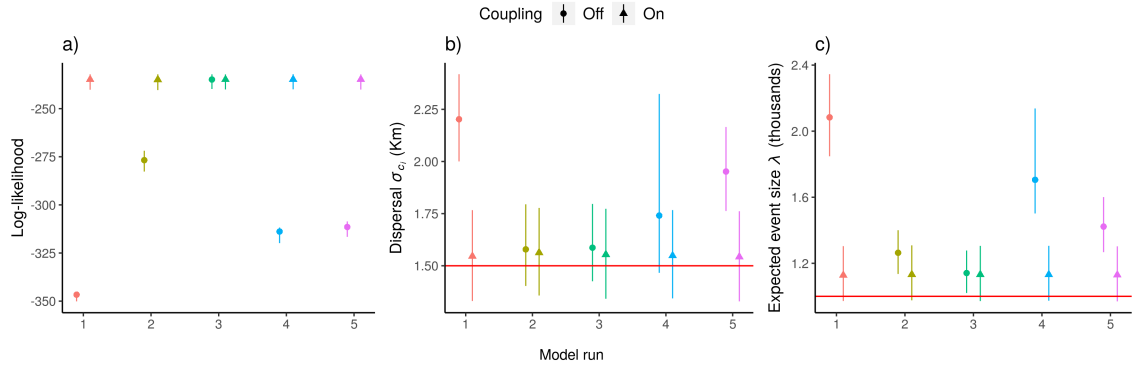 Coupling Off On
a)
Log-likelihood
-250
-275
-300
-325
-350
1 2 3 4 5
b)
Dispersal σ_{c_i} (Km)
2.25
2.00
1.75
1.50
1 2 3 4 5
c)
Expected event size λ (thousands)
2.4
2.0
1.6
1.2
1 2 3 4 5
Model run